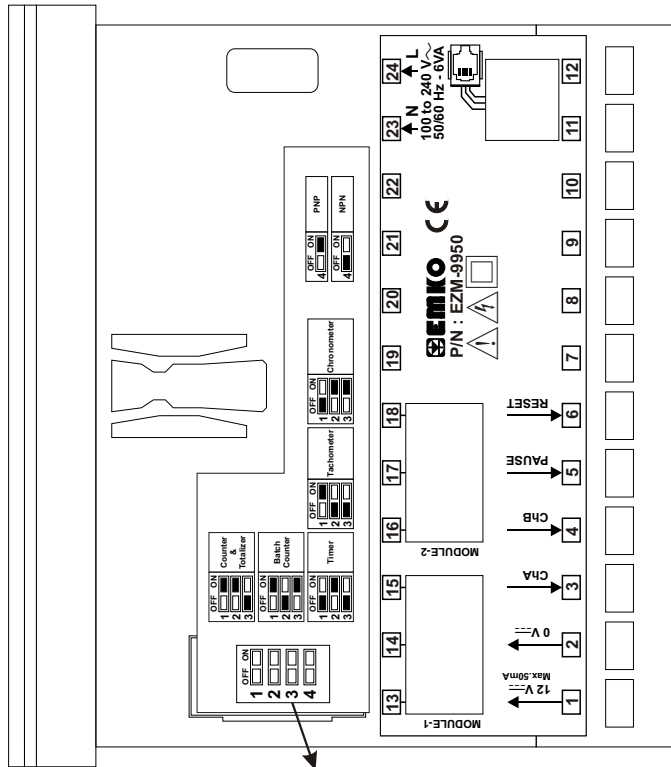 24
23
22
21
20
19
18
17
16
15
14
13
L
N
100 to 240 V
50/60 Hz - 6VA
EMKO
CE
P/N : EZM-9950
MODULE-2
MODULE-1
12
11
10
9
8
7
6
5
4
3
2
1
RESET
PAUSE
ChB
ChA
0 V
12 V
Max.50mA
PNP
OFF ON
4
NPN
OFF ON
4
Chronometer
OFF ON
1
2
3
Tachometer
OFF ON
1
2
3
Counter
&
Totalizer
OFF ON
1
2
3
Batch
Counter
OFF ON
1
2
3
Timer
OFF ON
1
2
3
OFF ON
1
2
3
4